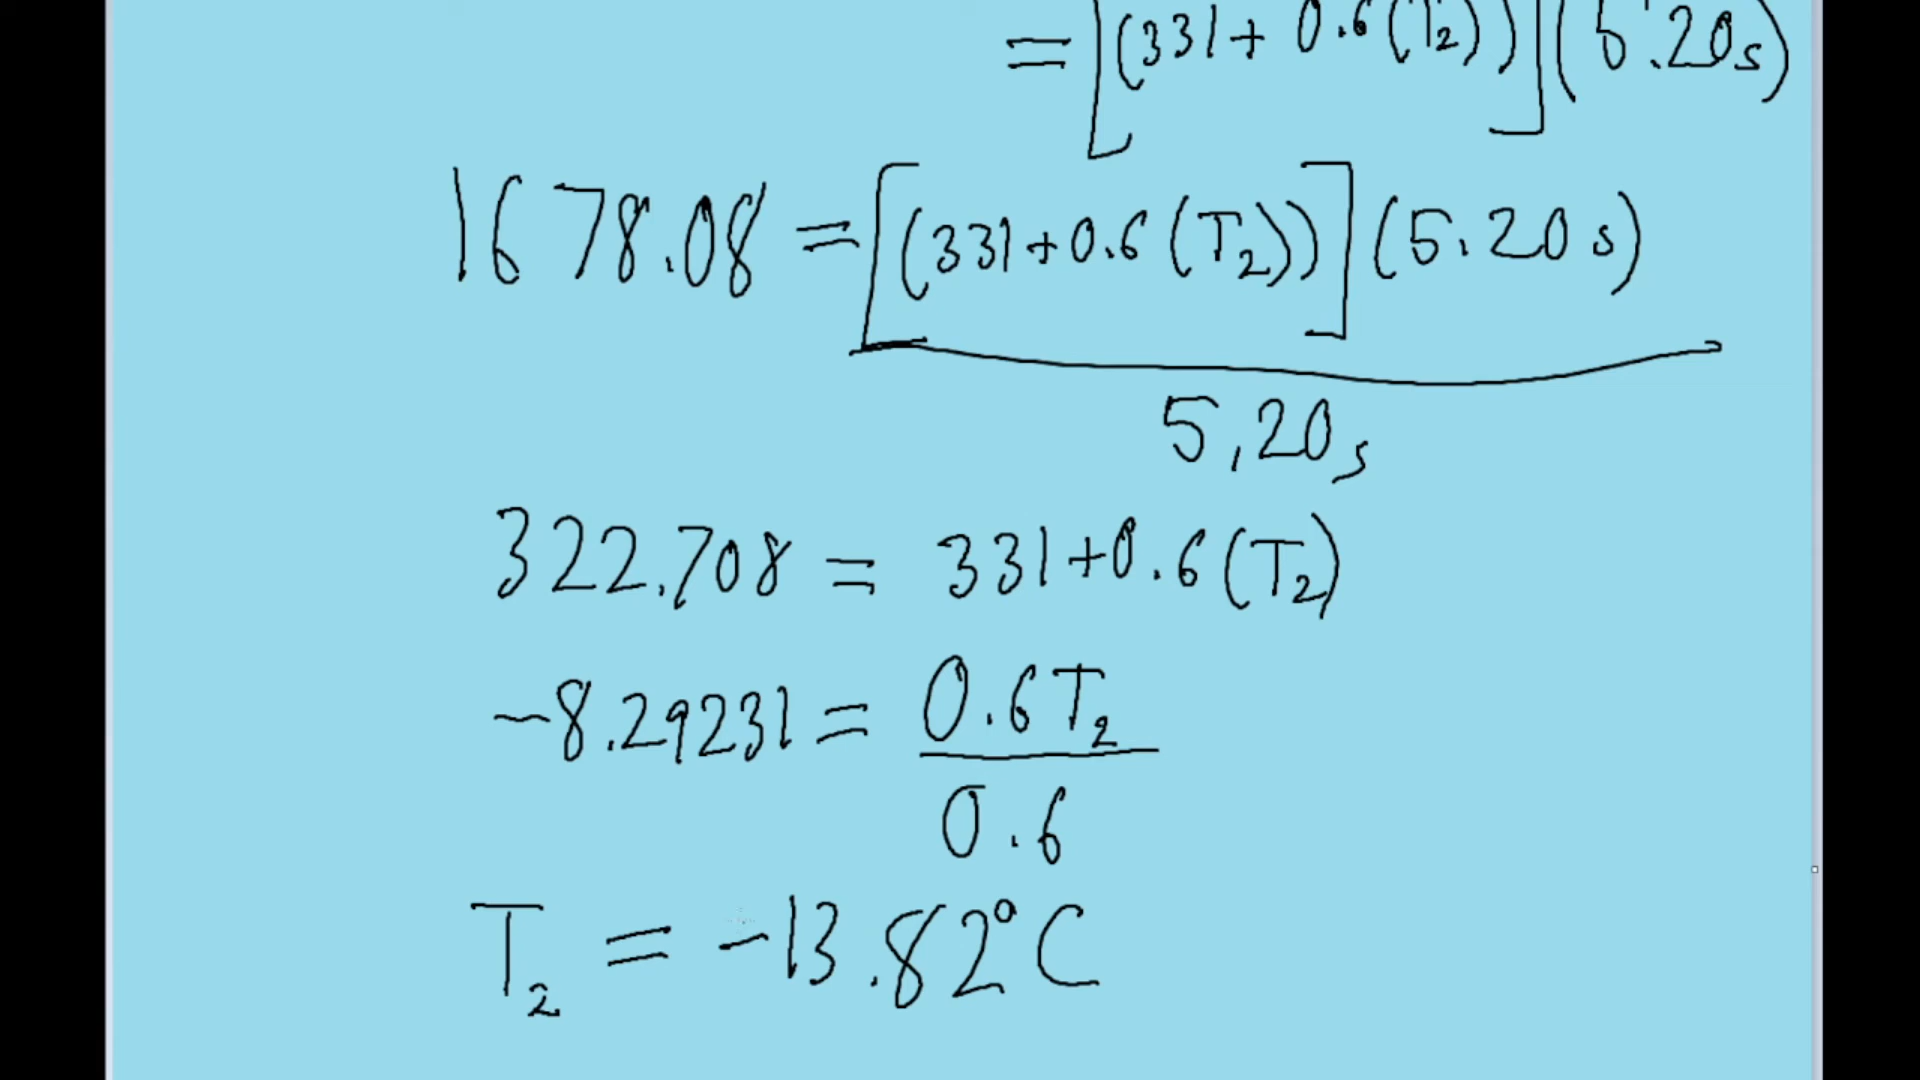 = [(331 + 0.6(T₂))](5.20s)
1678.08 = [(331+0.6(T₂))](5.20s)
5,20s
322.708 = 331+0.6(T₂)
-8.29231 = 0.6T₂
0.6
T₂ = -13.82°C